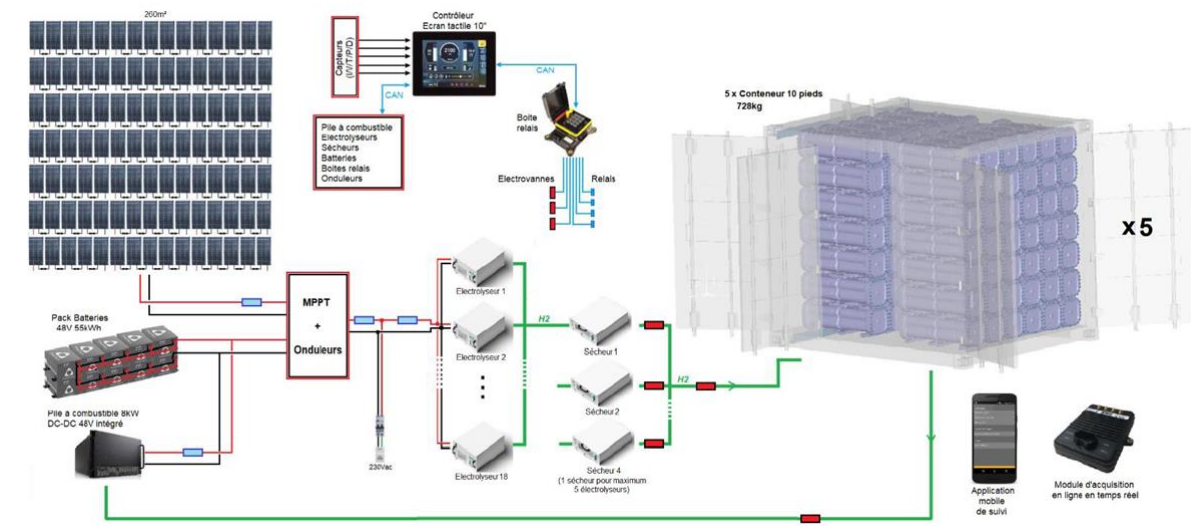 260m²
Contrôleur
Ecran tactile 10"
Capteurs
(I/V/T/P/D)
CAN
CAN
Pile à combustible
Electrolyseurs
Sécheurs
Batteries
Boites relais
Onduleurs
Boite
relais
Electrovannes
Relais
5 x Conteneur 10 pieds
728kg
x5
MPPT
+
Onduleurs
Pack Batteries
48V 55kWh
Pile à combustible 8kW
DC-DC 48V intégré
230Vac
Electrolyseur 1
Electrolyseur 2
Electrolyseur 18
H2
Sécheur 1
Sécheur 2
Sécheur 4
(1 sécheur pour maximum
5 électrolyseurs)
H2
Application
mobile
de suivi
Module d'acquisition
en ligne en temps réel